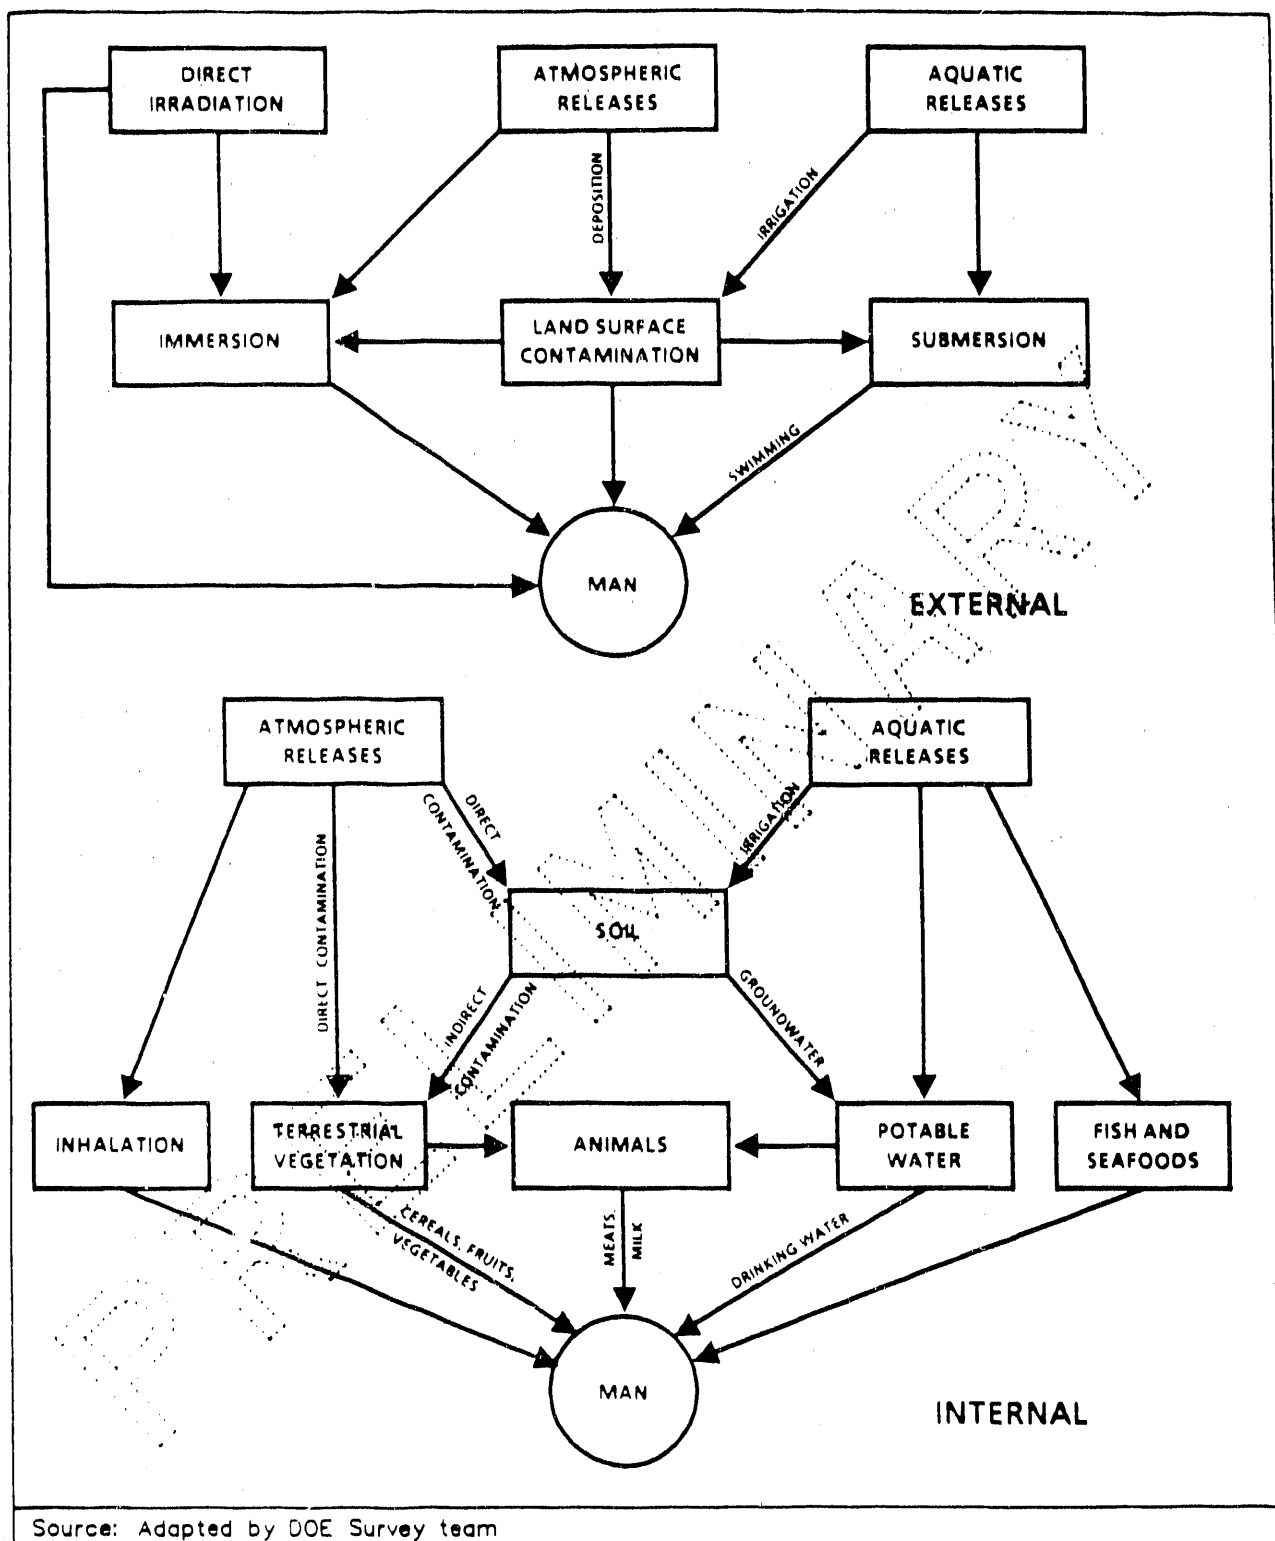 DIRECT
IRRADIATION
ATMOSPHERIC
RELEASES
AQUATIC
RELEASES
DEPOSITION
IRRIGATION
IMMERSION
LAND SURFACE
CONTAMINATION
SUBMERSION
SWIMMING
MAN
EXTERNAL
ATMOSPHERIC
RELEASES
AQUATIC
RELEASES
DIRECT
CONTAMINATION
DIRECT CONTAMINATION
IRRIGATION
SOIL
INDIRECT
CONTAMINATION
GROUNDWATER
INHALATION
TERRESTRIAL
VEGETATION
ANIMALS
POTABLE
WATER
FISH AND
SEAFOODS
CEREALS, FRUITS,
VEGETABLES
MEATS
MILK
DRINKING WATER
MAN
INTERNAL
PRELIMINARY
Source: Adapted by DOE Survey team